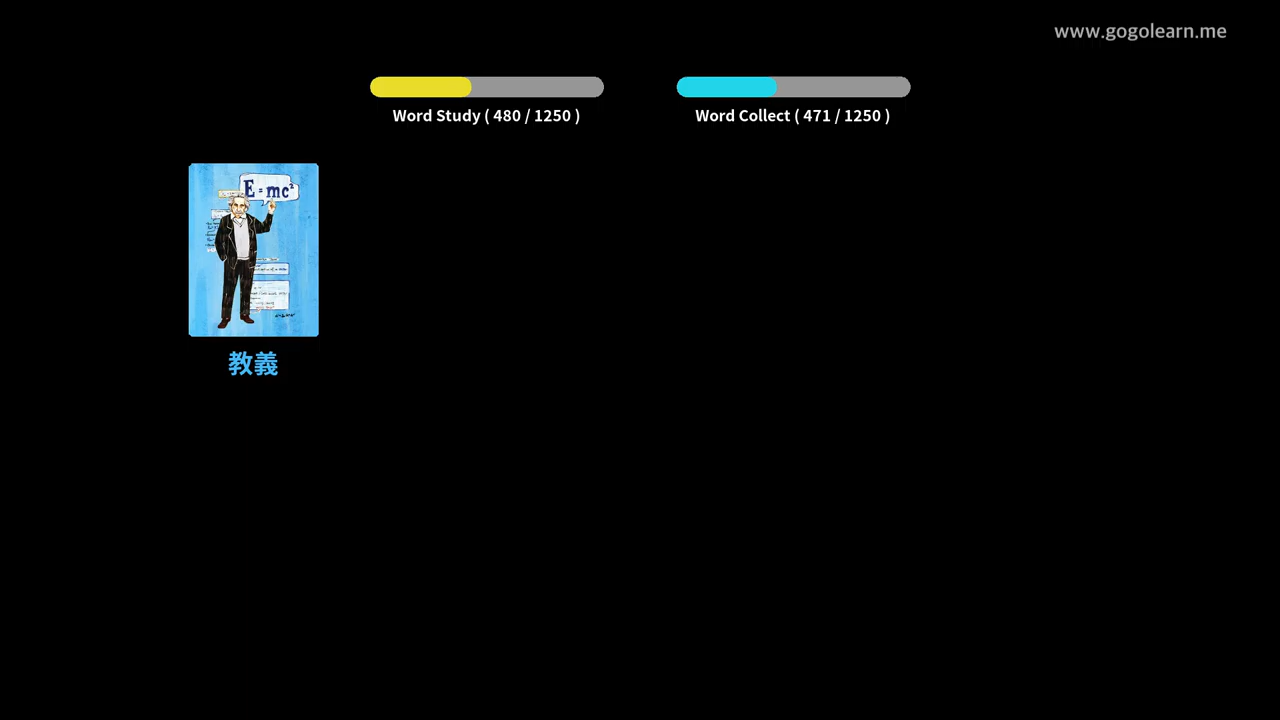 www.gogolearn.me
Word Study ( 480 / 1250 )
Word Collect ( 471 / 1250 )
E = mc²
教義